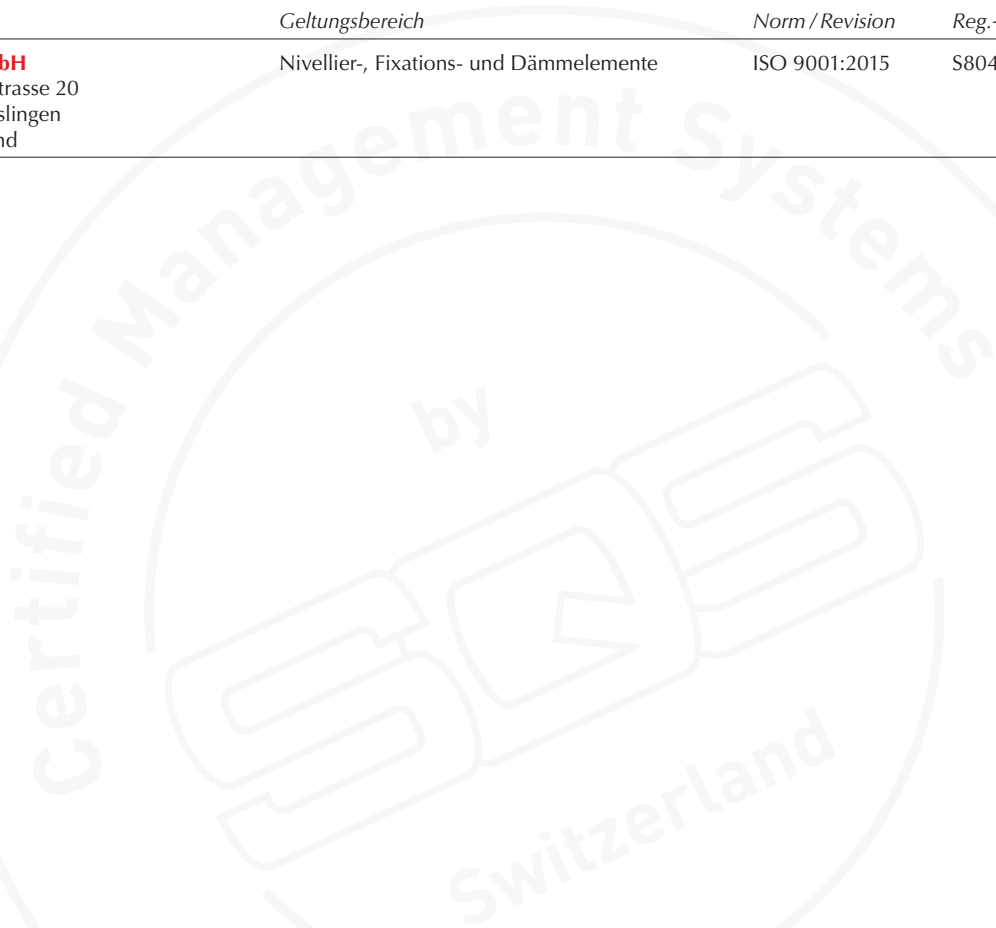 Geltungsbereich Norm / Revision Reg.-
bH Nivellier-, Fixations- und Dämmelemente ISO 9001:2015 S804
trasse 20
slingen
nd
Certified Management Systems
by
SQS
Switzerland